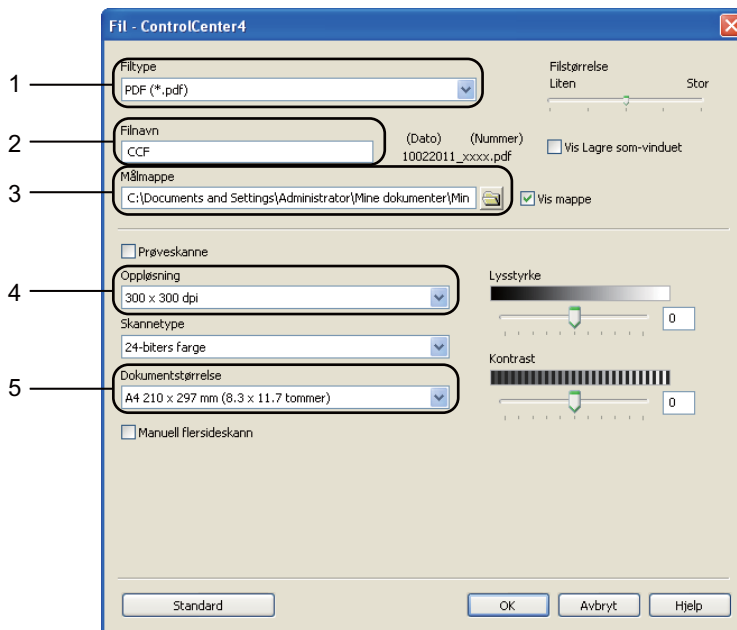 Fil - ControlCenter4
1
Filtype
PDF (*.pdf)
Filstørrelse
Liten Stor
2
Filnavn
CCF
(Dato) (Nummer)
10022011_xxxx.pdf
Vis Lagre som-vinduet
3
Målmappe
C:\Documents and Settings\Administrator\Mine dokumenter\Min
Vis mappe
Prøveskanne
4
Oppløsning
300 x 300 dpi
Lysstyrke
0
Skannetype
24-biters farge
Kontrast
0
5
Dokumentstørrelse
A4 210 x 297 mm (8.3 x 11.7 tommer)
Manuell flersideskann
Standard OK Avbryt Hjelp